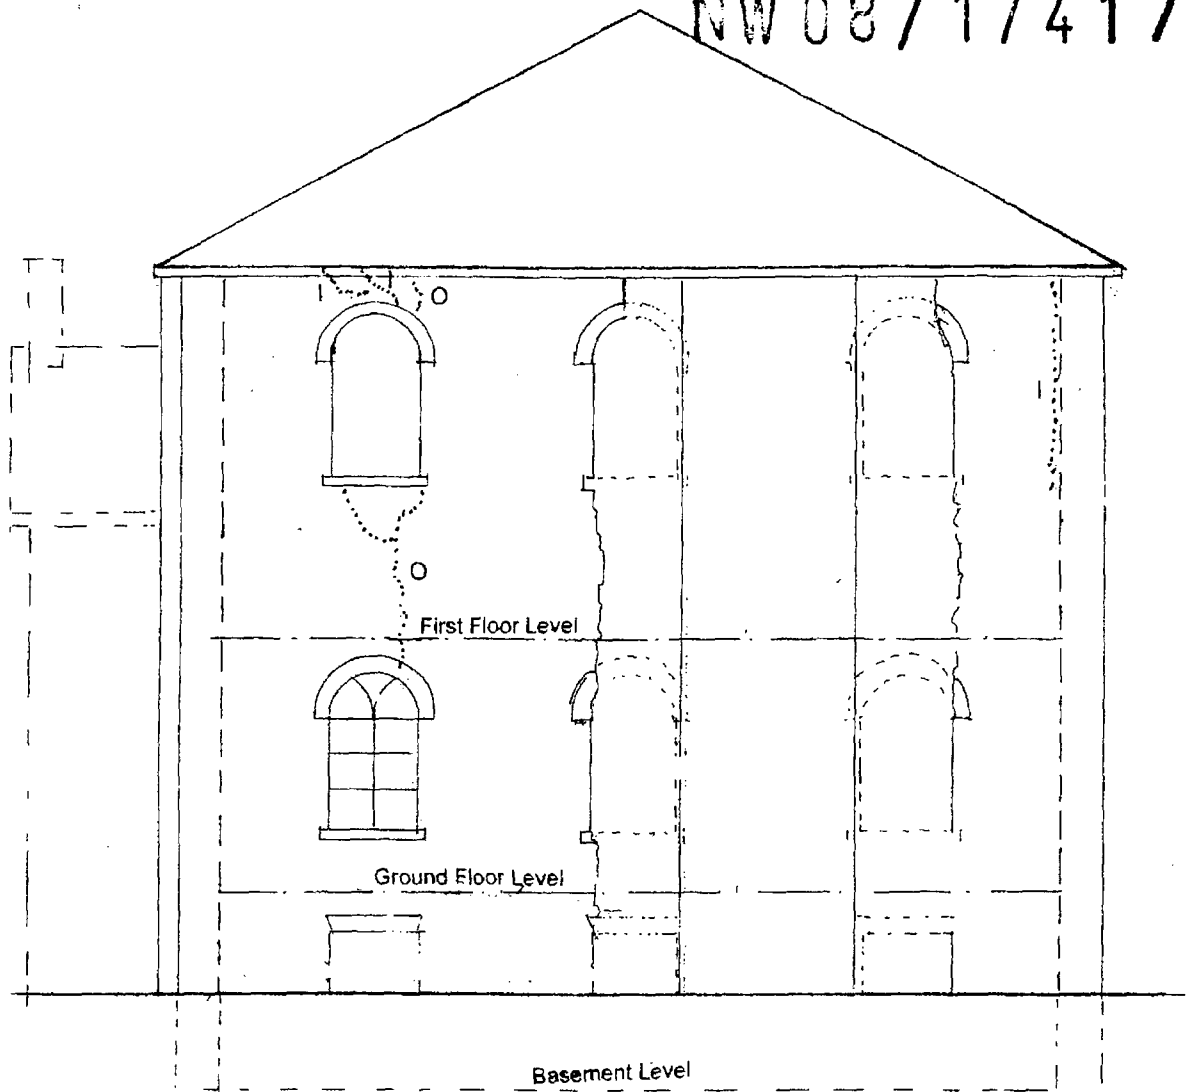 NW08/17417
I
O
I
O
First Floor Level
Ground Floor Level
Basement Level